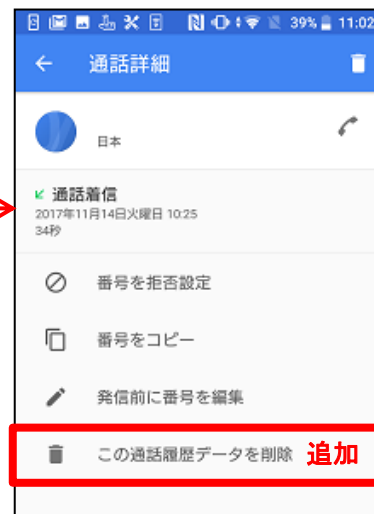 39% 11:02
通話詳細
日本
通話着信
2017年11月14日火曜日 10:25
34秒
番号を拒否設定
番号をコピー
発信前に番号を編集
この通話履歴データを削除 追加